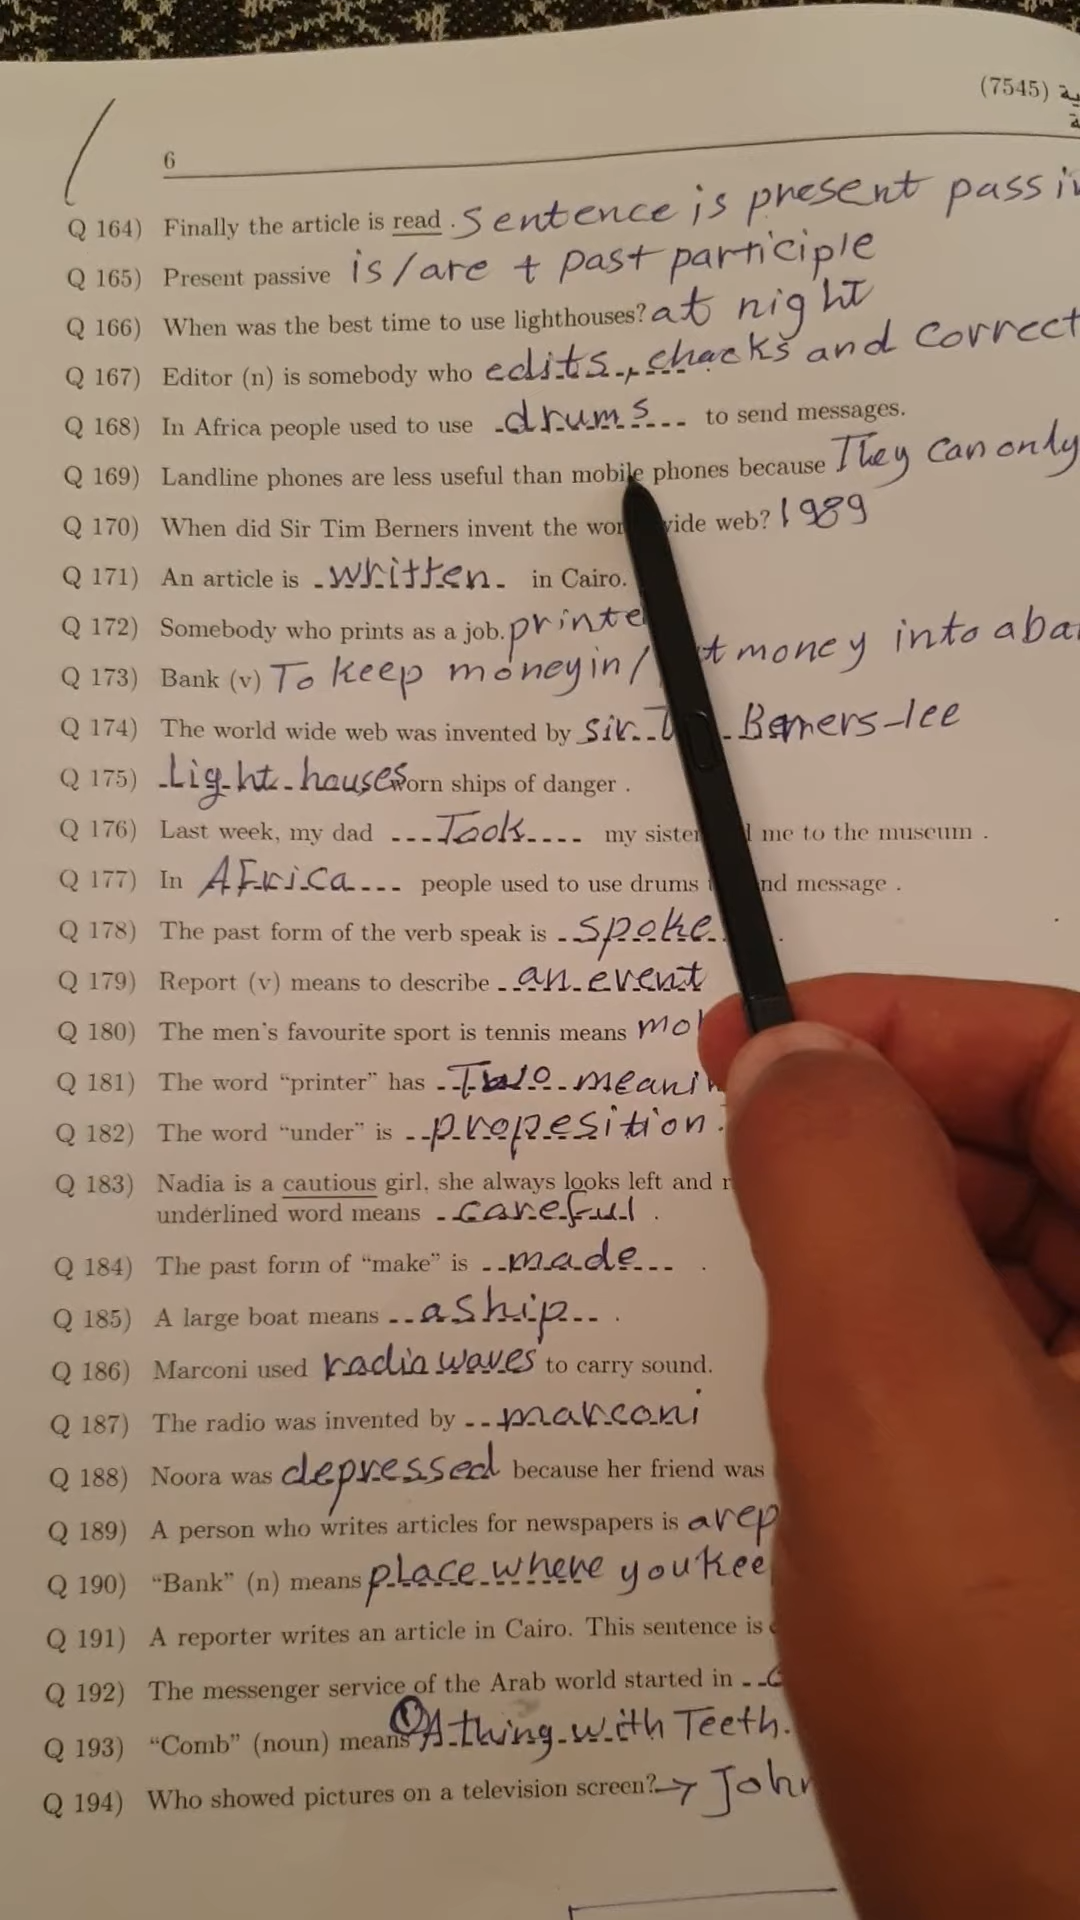 (7545)
6
Q 164) Finally the article is read . Sentence is present
Q 165) Present passive is/are + past participle
Q 166) When was the best time to use lighthouses? at night
Q 167) Editor (n) is somebody who edits, chacks and correct
Q 168) In Africa people used to use drums to send messages.
Q 169) Landline phones are less useful than mobile phones because They can only
Q 170) When did Sir Tim Berners invent the web? 1989
Q 171) An article is written in Cairo.
Q 172) Somebody who prints as a job.
Q 173) Bank (v) To keep money in / money into
Q 174) The world wide web was invented by sir Berners-lee
Q 175) Light houses worn ships of danger .
Q 176) Last week, my dad Took my me to the museum .
Q 177) In Africa people used to use drums message .
Q 178) The past form of the verb speak is spoke
Q 179) Report (v) means to describe an event
Q 180) The men's favourite sport is tennis means
Q 181) The word "printer" has Two
Q 182) The word "under" is proposition.
Q 183) Nadia is a cautious girl, she always looks left and
underlined word means careful .
Q 184) The past form of "make" is made .
Q 185) A large boat means a ship .
Q 186) Marconi used radio waves to carry sound.
Q 187) The radio was invented by marconi
Q 188) Noora was depressed because her friend was
Q 189) A person who writes articles for newspapers is a
Q 190) "Bank" (n) means place where you
Q 191) A reporter writes an article in Cairo. This sentence is
Q 192) The messenger service of the Arab world started in
Q 193) "Comb" (noun) means A thing with Teeth.
Q 194) Who showed pictures on a television screen? →